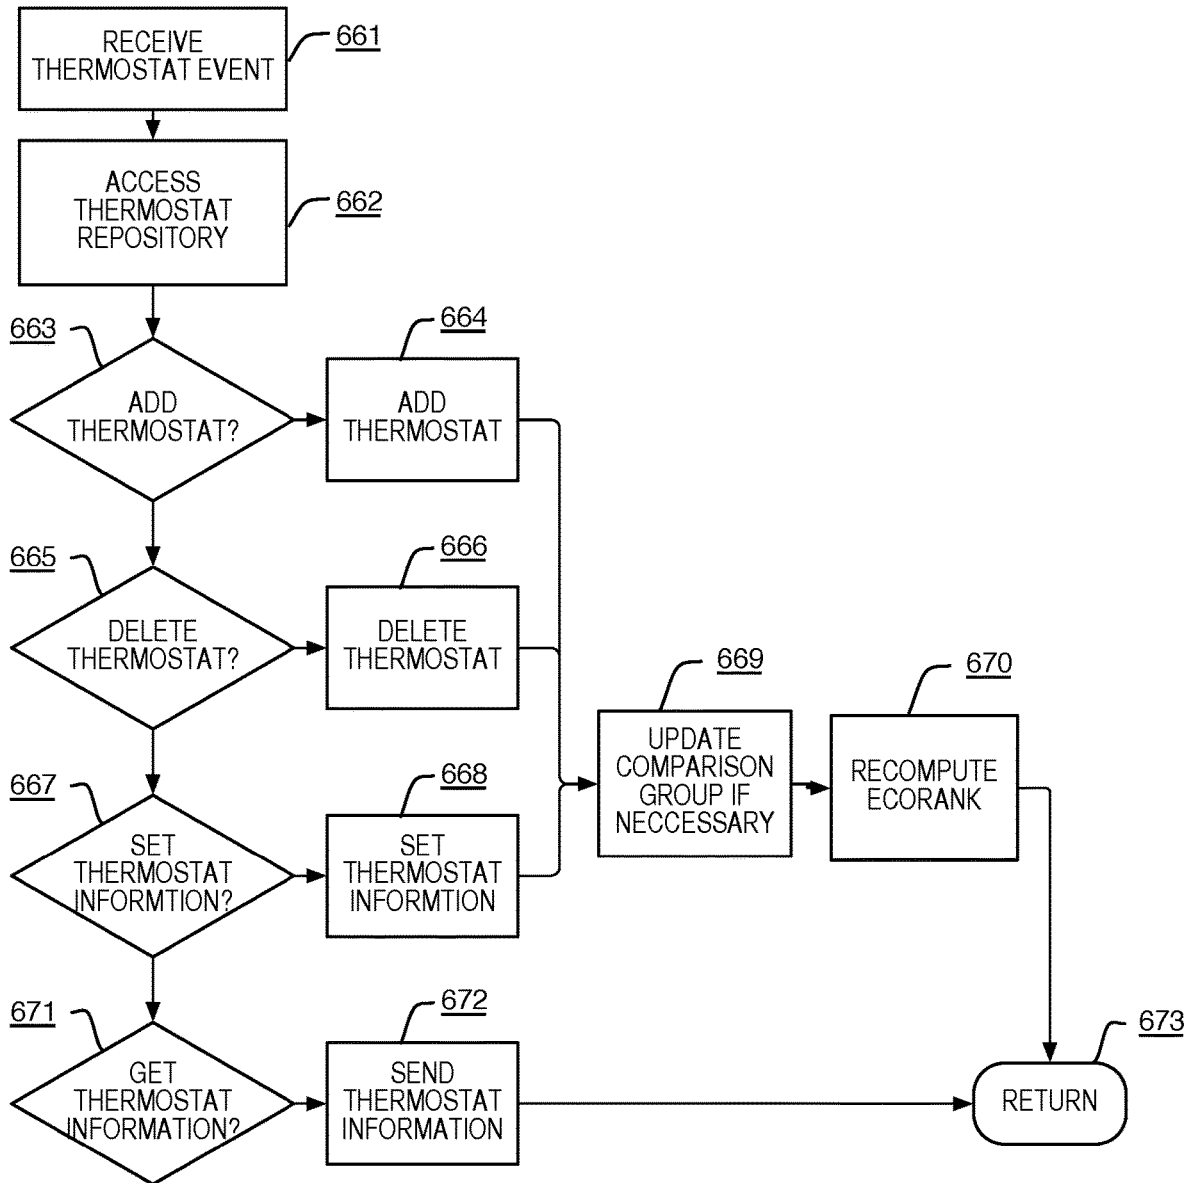 RECEIVE
THERMOSTAT EVENT
661
ACCESS
THERMOSTAT
REPOSITORY
662
663
ADD
THERMOSTAT?
664
ADD
THERMOSTAT
665
DELETE
THERMOSTAT?
666
DELETE
THERMOSTAT
667
SET
THERMOSTAT
INFORMTION?
668
SET
THERMOSTAT
INFORMTION
669
UPDATE
COMPARISON
GROUP IF
NECCESSARY
670
RECOMPUTE
ECORANK
671
GET
THERMOSTAT
INFORMATION?
672
SEND
THERMOSTAT
INFORMATION
673
RETURN